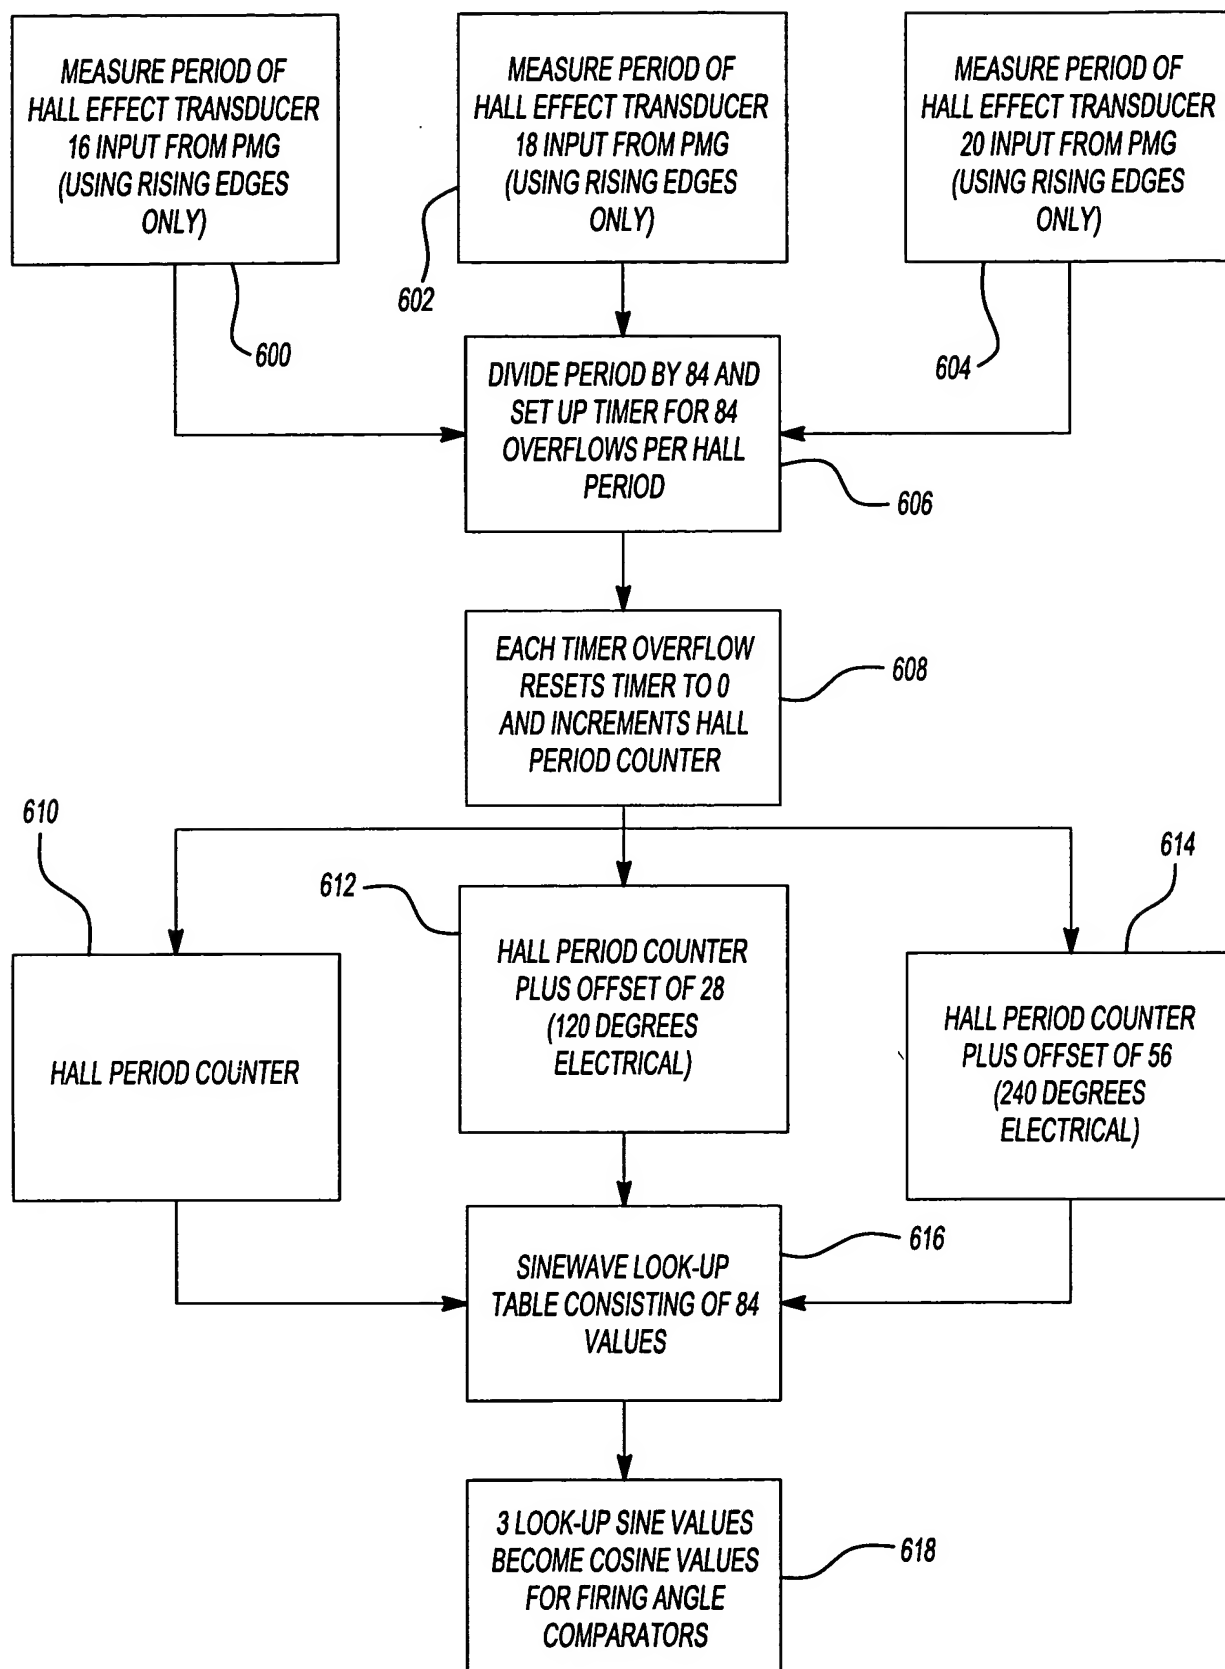 MEASURE PERIOD OF
HALL EFFECT TRANSDUCER
16 INPUT FROM PMG
(USING RISING EDGES
ONLY)
600
MEASURE PERIOD OF
HALL EFFECT TRANSDUCER
18 INPUT FROM PMG
(USING RISING EDGES
ONLY)
602
MEASURE PERIOD OF
HALL EFFECT TRANSDUCER
20 INPUT FROM PMG
(USING RISING EDGES
ONLY)
604
DIVIDE PERIOD BY 84 AND
SET UP TIMER FOR 84
OVERFLOWS PER HALL
PERIOD
606
EACH TIMER OVERFLOW
RESETS TIMER TO 0
AND INCREMENTS HALL
PERIOD COUNTER
608
610
HALL PERIOD COUNTER
612
HALL PERIOD COUNTER
PLUS OFFSET OF 28
(120 DEGREES
ELECTRICAL)
614
HALL PERIOD COUNTER
PLUS OFFSET OF 56
(240 DEGREES
ELECTRICAL)
SINEWAVE LOOK-UP
TABLE CONSISTING OF 84
VALUES
616
3 LOOK-UP SINE VALUES
BECOME COSINE VALUES
FOR FIRING ANGLE
COMPARATORS
618